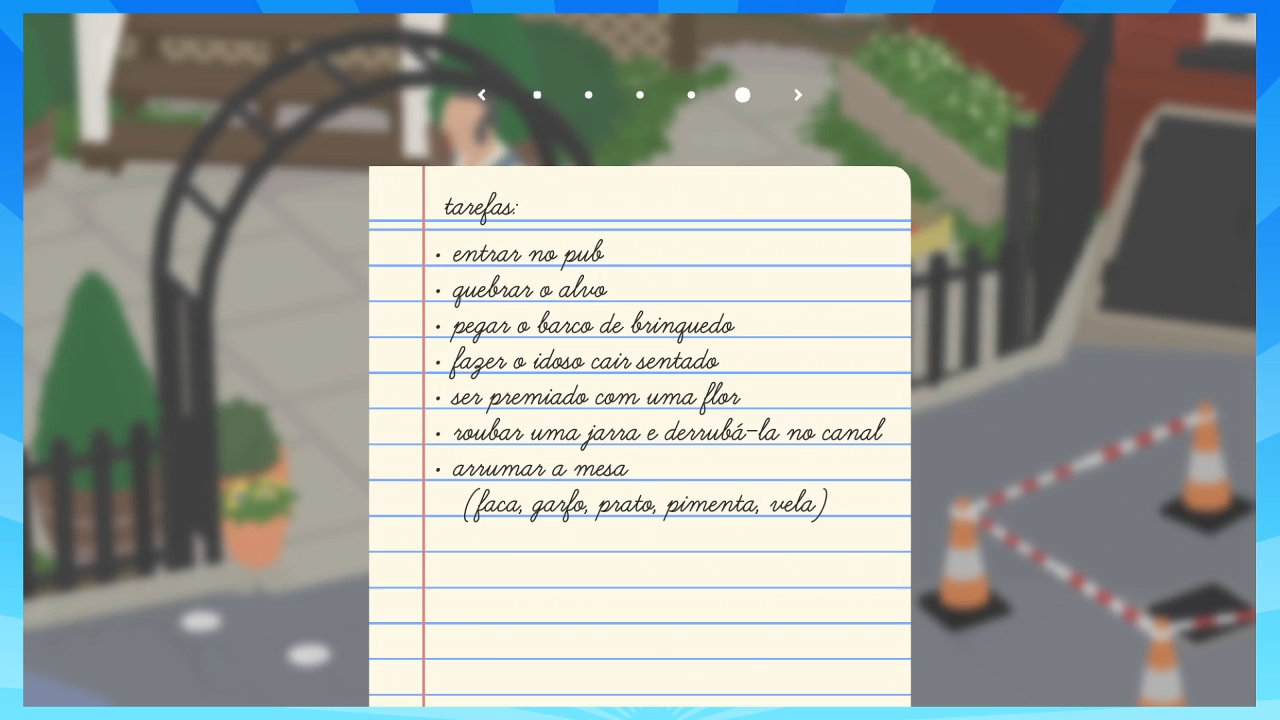 tarefas:
• entrar no pub
• quebrar o alvo
• pegar o barco de brinquedo
• fazer o idoso cair sentado
• ser premiado com uma flor
• roubar uma jarra e derrubá-la no canal
• arrumar a mesa
(faca, garfo, prato, pimenta, vela)